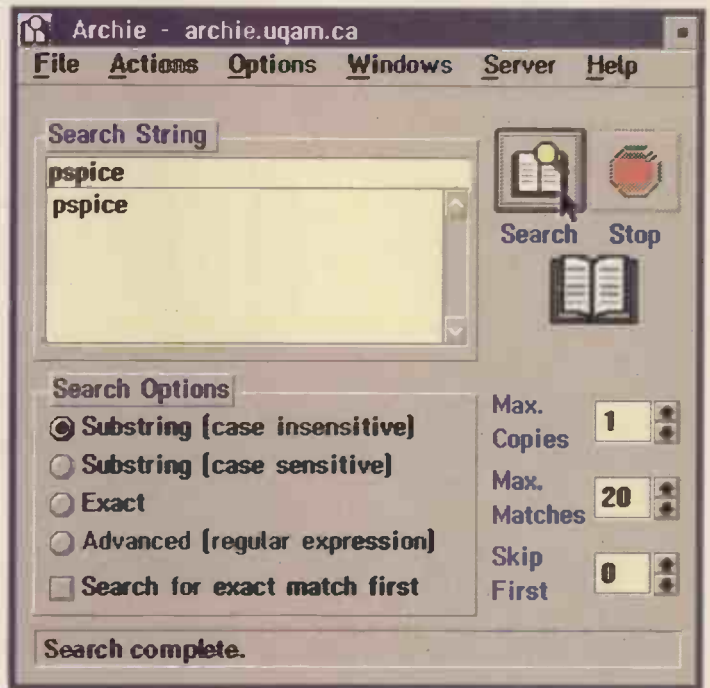 Archie - archie.uqam.ca
File Actions Options Windows Server Help
Search String
pspice
pspice
Search Stop
Search Options
Substring (case insensitive)
Substring (case sensitive)
Exact
Advanced (regular expression)
Search for exact match first
Max. Copies 1
Max. Matches 20
Skip First 0
Search complete.